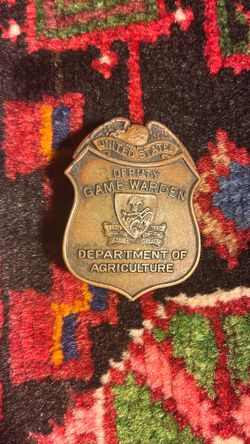 UNITED STATES
DEPUTY
GAME WARDEN
DEPARTMENT OF
AGRICULTURE